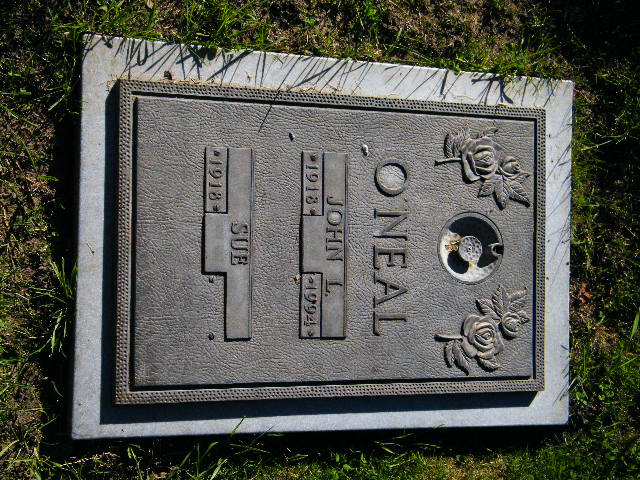 O'NEAL
JOHN L.
*1918* *1994*
SUE
*1918*